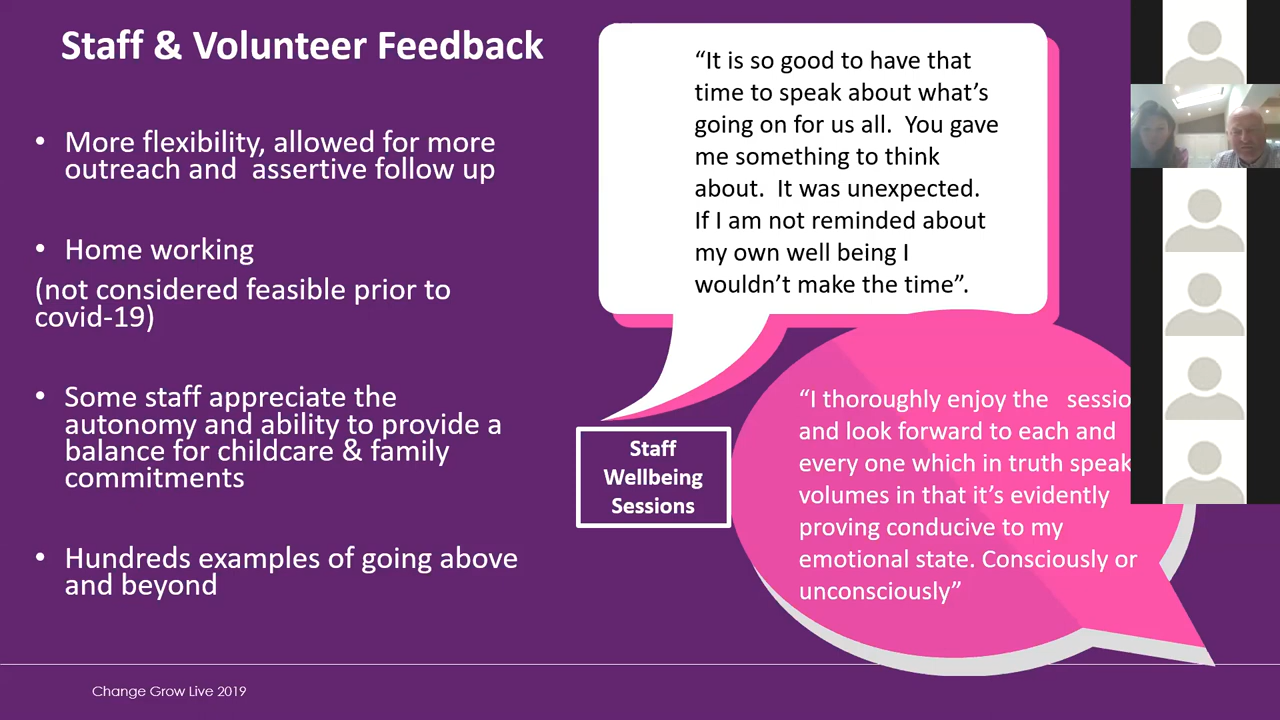 Staff & Volunteer Feedback
• More flexibility, allowed for more
outreach and  assertive follow up
• Home working
(not considered feasible prior to
covid-19)
• Some staff appreciate the
autonomy and ability to provide a
balance for childcare & family
commitments
• Hundreds examples of going above
and beyond
“It is so good to have that
time to speak about what’s
going on for us all.  You gave
me something to think
about.  It was unexpected.
If I am not reminded about
my own well being I
wouldn’t make the time”.
Staff
Wellbeing
Sessions
“I thoroughly enjoy the
and look forward to each and
every one which in truth
volumes in that it’s evidently
proving conducive to my
emotional state. Consciously or
unconsciously”
Change Grow Live 2019